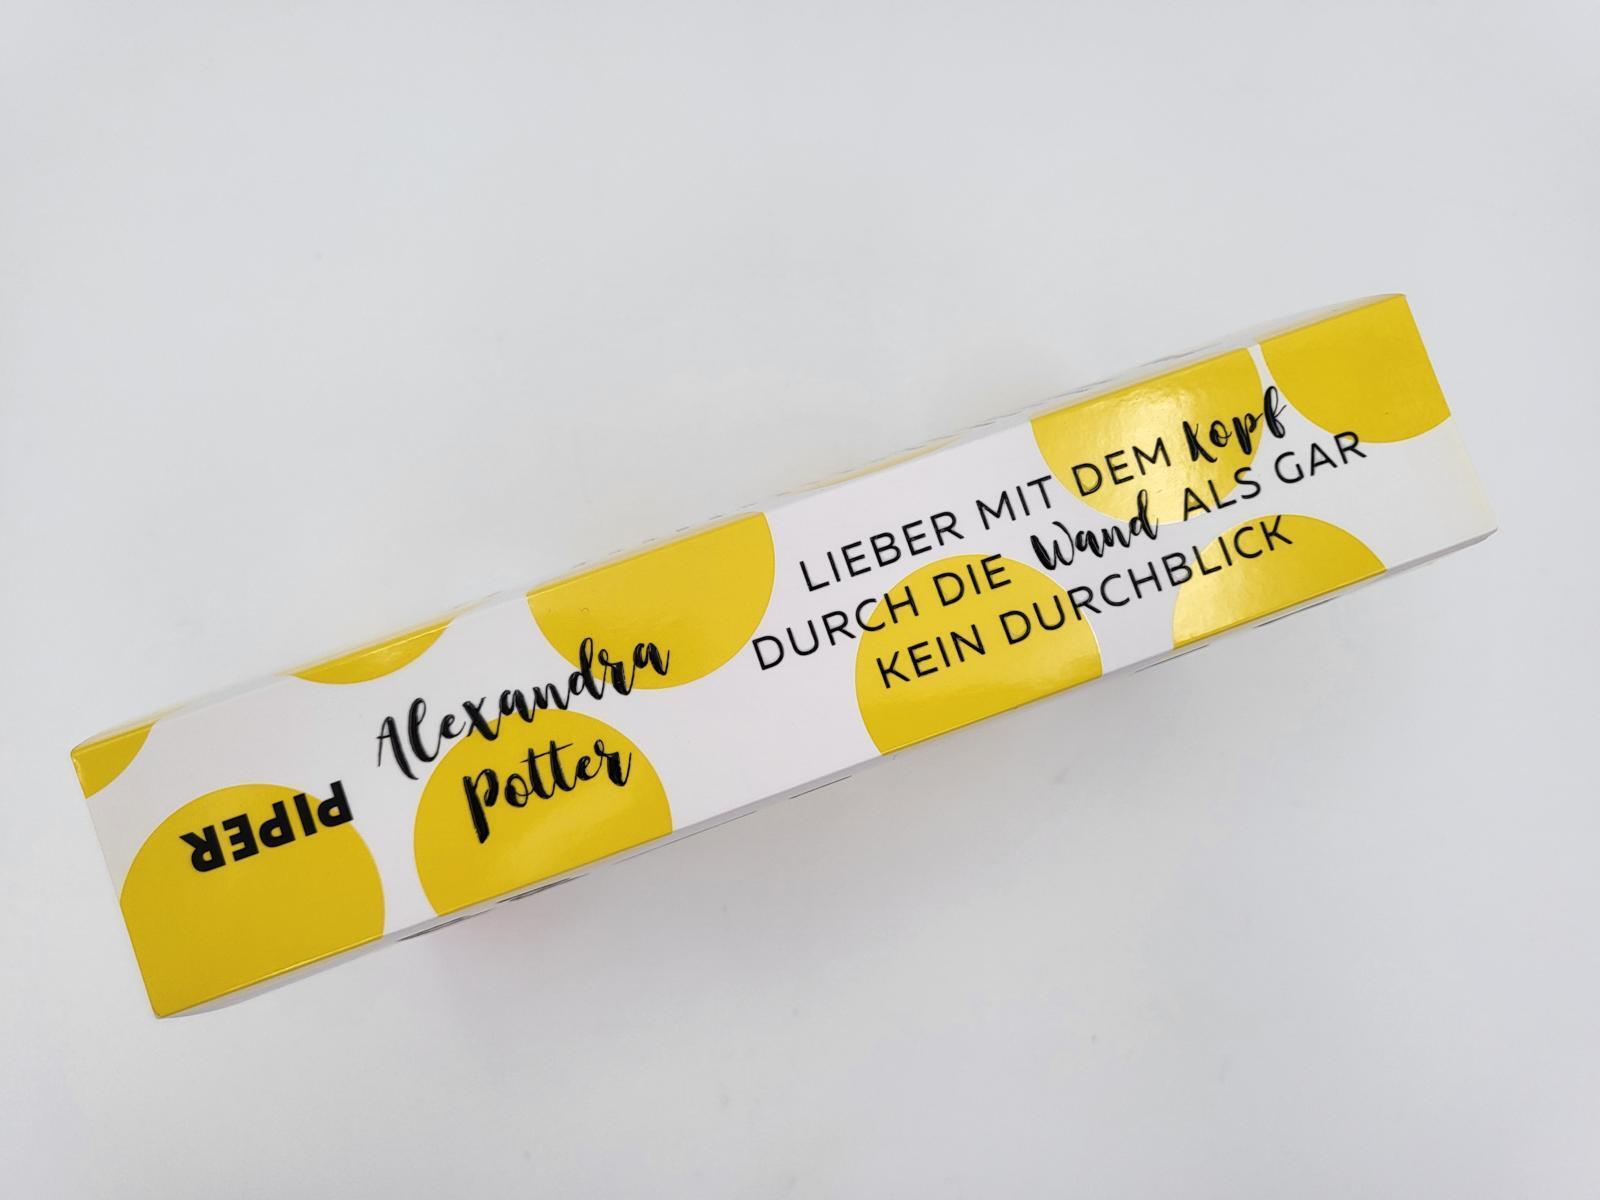 Alexandra
Potter
LIEBER MIT DEM Kopf
DURCH DIE Wand ALS GAR
KEIN DURCHBLICK
PIPER